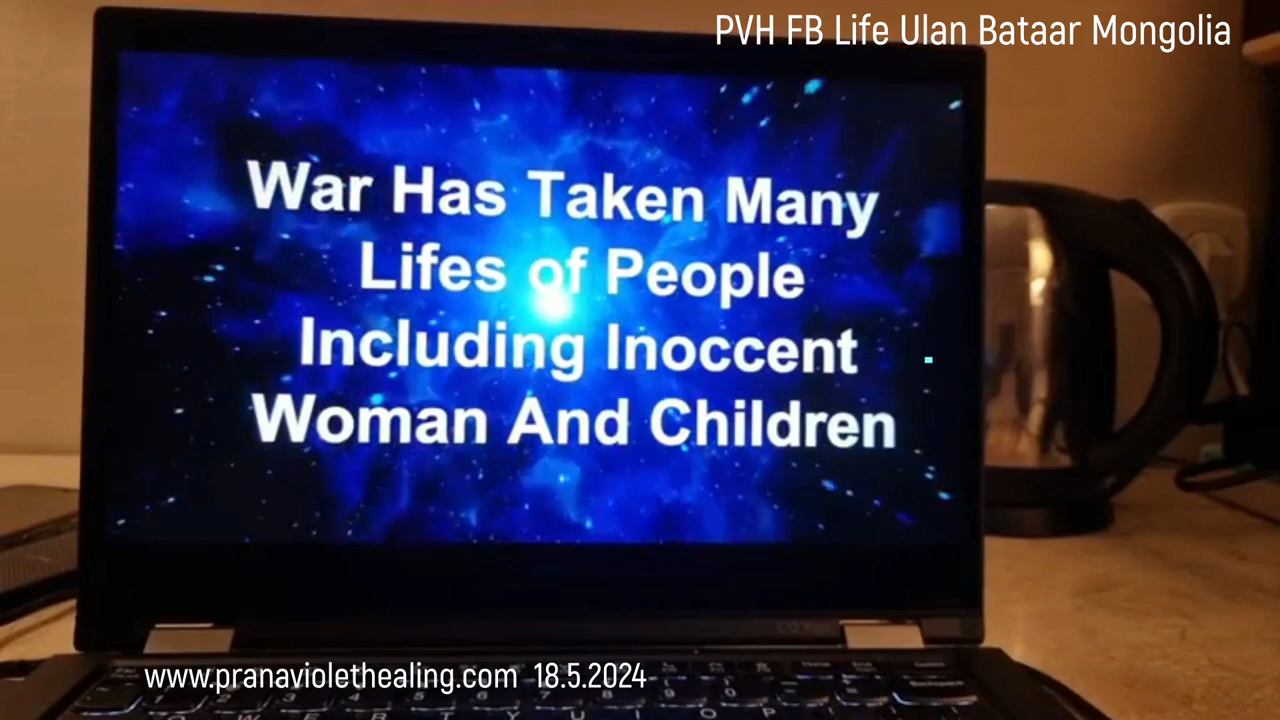 PVH FB Life Ulan Bataar Mongolia
War Has Taken Many
Lifes of People
Including Inoccent
Woman And Children
www.pranaviolethealing.com 18.5.2024